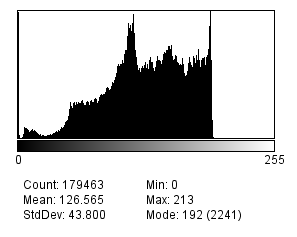 0 255
Count: 179463 Min: 0
Mean: 126.565 Max: 213
StdDev: 43.800 Mode: 192 (2241)